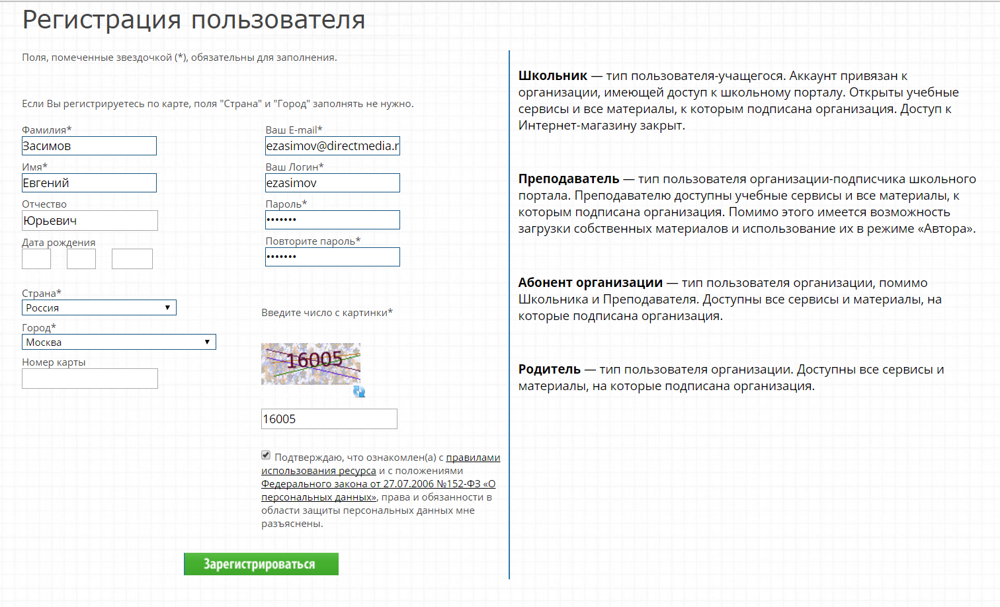 Регистрация пользователя
Поля, помеченные звездочкой (*), обязательны для заполнения.
Если Вы регистрируетесь по карте, поля "Страна" и "Город" заполнять не нужно.
Фамилия*
Засимов
Имя*
Евгений
Отчество
Юрьевич
Дата рождения
Страна*
Россия
Город*
Москва
Номер карты
Ваш E-mail*
ezasimov@directmedia.r
Ваш Логин*
ezasimov
Пароль*
•••••••
Повторите пароль*
•••••••
Введите число с картинки*
16005
16005
Подтверждаю, что ознакомлен(а) с правилами
использования ресурса и с положениями
Федерального закона от 27.07.2006 №152-ФЗ «О
персональных данных», права и обязанности в
области защиты персональных данных мне
разъяснены.
Зарегистрироваться
Школьник — тип пользователя-учащегося. Аккаунт привязан к
организации, имеющей доступ к школьному порталу. Открыты учебные
сервисы и все материалы, к которым подписана организация. Доступ к
Интернет-магазину закрыт.
Преподаватель — тип пользователя организации-подписчика школьного
портала. Преподавателю доступны учебные сервисы и все материалы, к
которым подписана организация. Помимо этого имеется возможность
загрузки собственных материалов и использование их в режиме «Автора».
Абонент организации — тип пользователя организации, помимо
Школьника и Преподавателя. Доступны все сервисы и материалы, на
которые подписана организация.
Родитель — тип пользователя организации. Доступны все сервисы и
материалы, на которые подписана организация.